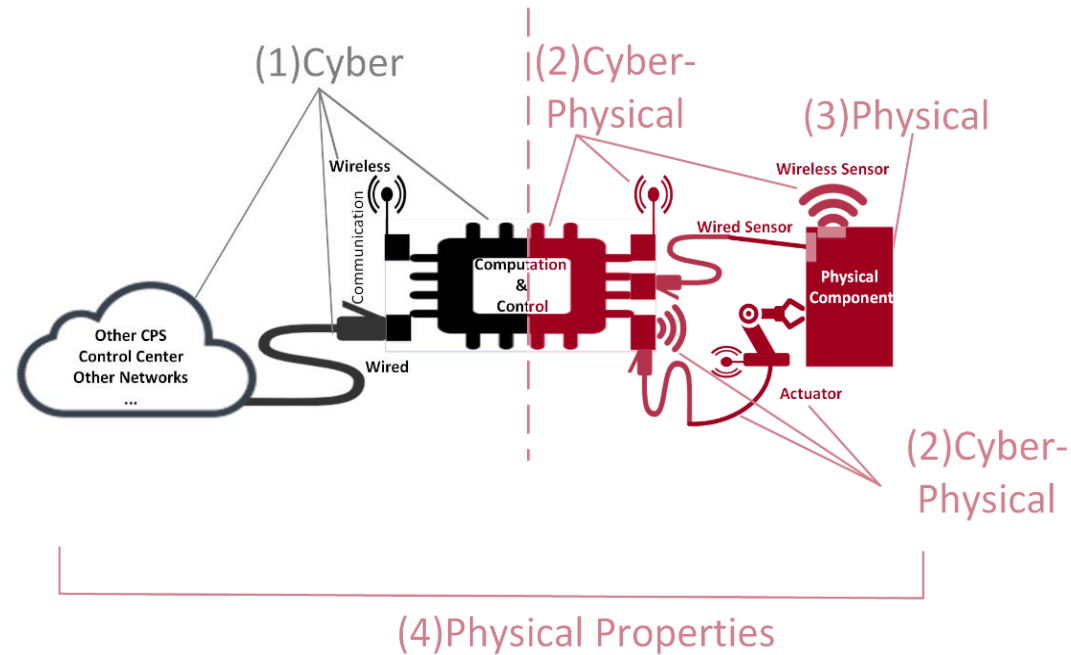 (1)Cyber
(2)Cyber-
Physical
(3)Physical
Wireless
Wireless Sensor
Communication
Wired Sensor
Computation
&
Control
Physical
Component
Other CPS
Control Center
Other Networks
...
Wired
Actuator
(2)Cyber-
Physical
(4)Physical Properties